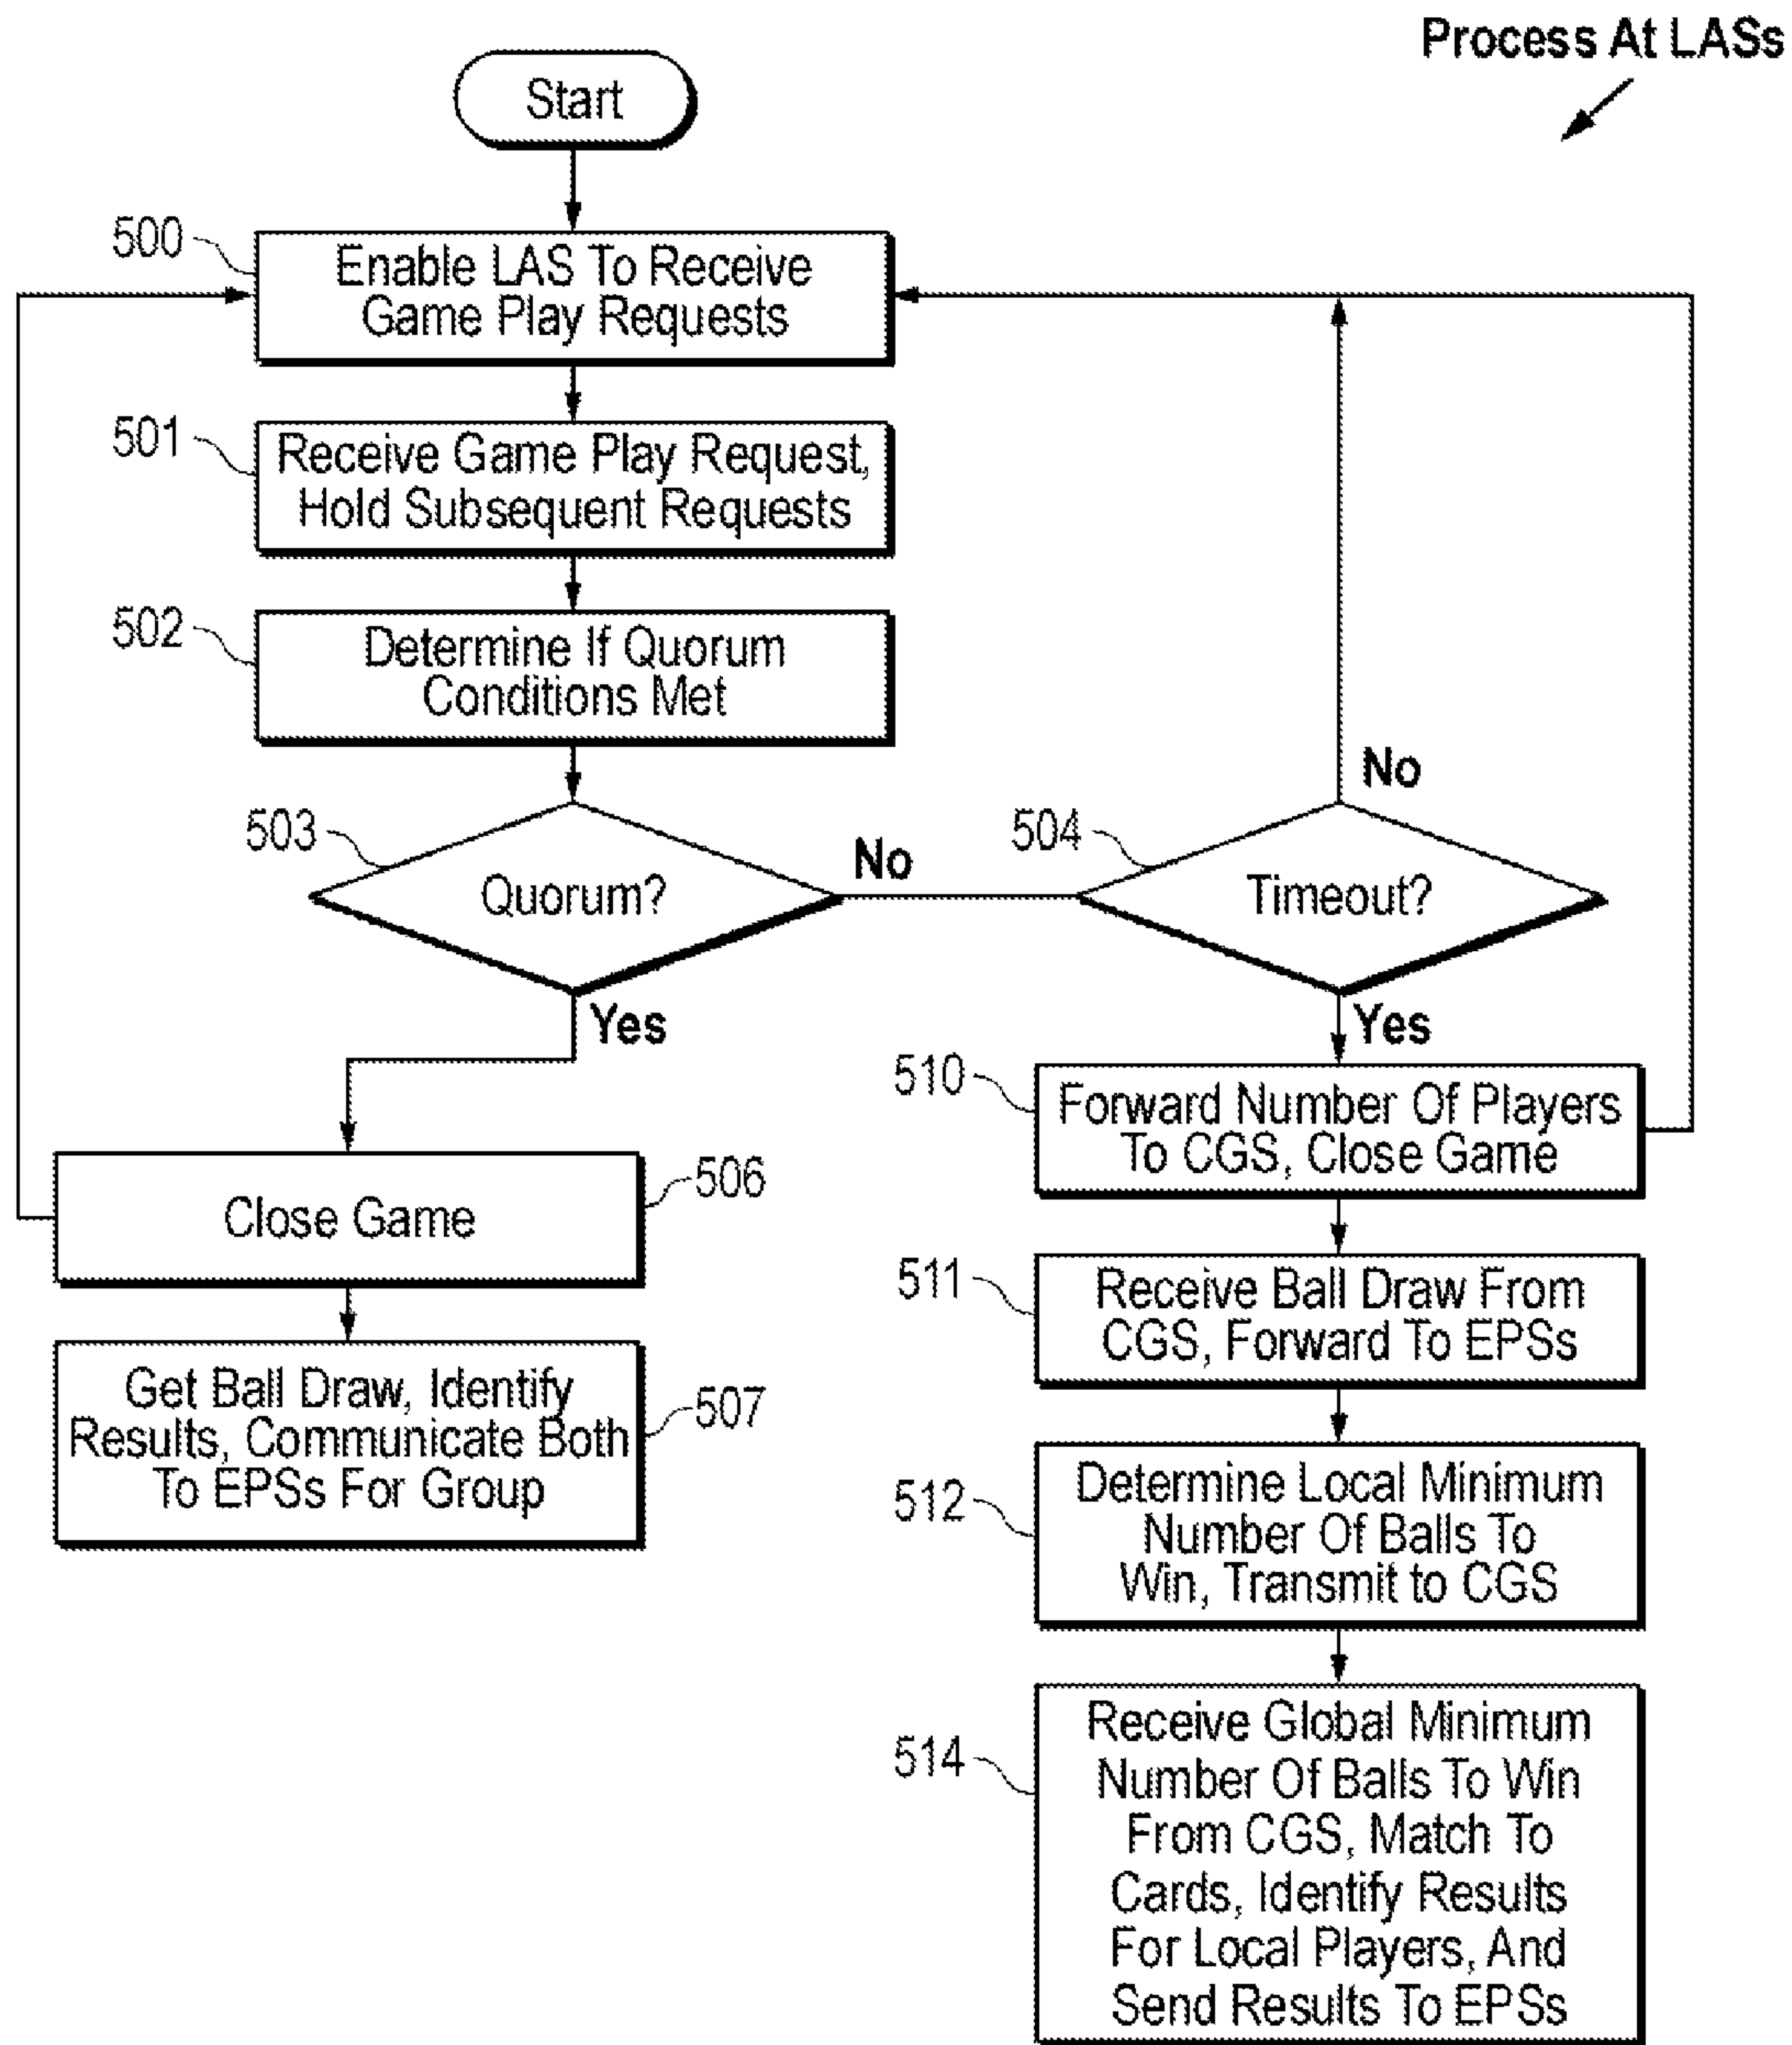 Process At LASs
Start
500
Enable LAS To Receive
Game Play Requests
501
Receive Game Play Request,
Hold Subsequent Requests
502
Determine If Quorum
Conditions Met
503
Quorum?
No
504
Timeout?
No
Yes
Yes
506
Close Game
507
Get Ball Draw, Identify
Results, Communicate Both
To EPSs For Group
510
Forward Number Of Players
To CGS, Close Game
511
Receive Ball Draw From
CGS, Forward To EPSs
512
Determine Local Minimum
Number Of Balls To
Win, Transmit to CGS
514
Receive Global Minimum
Number Of Balls To Win
From CGS, Match To
Cards, Identify Results
For Local Players, And
Send Results To EPSs